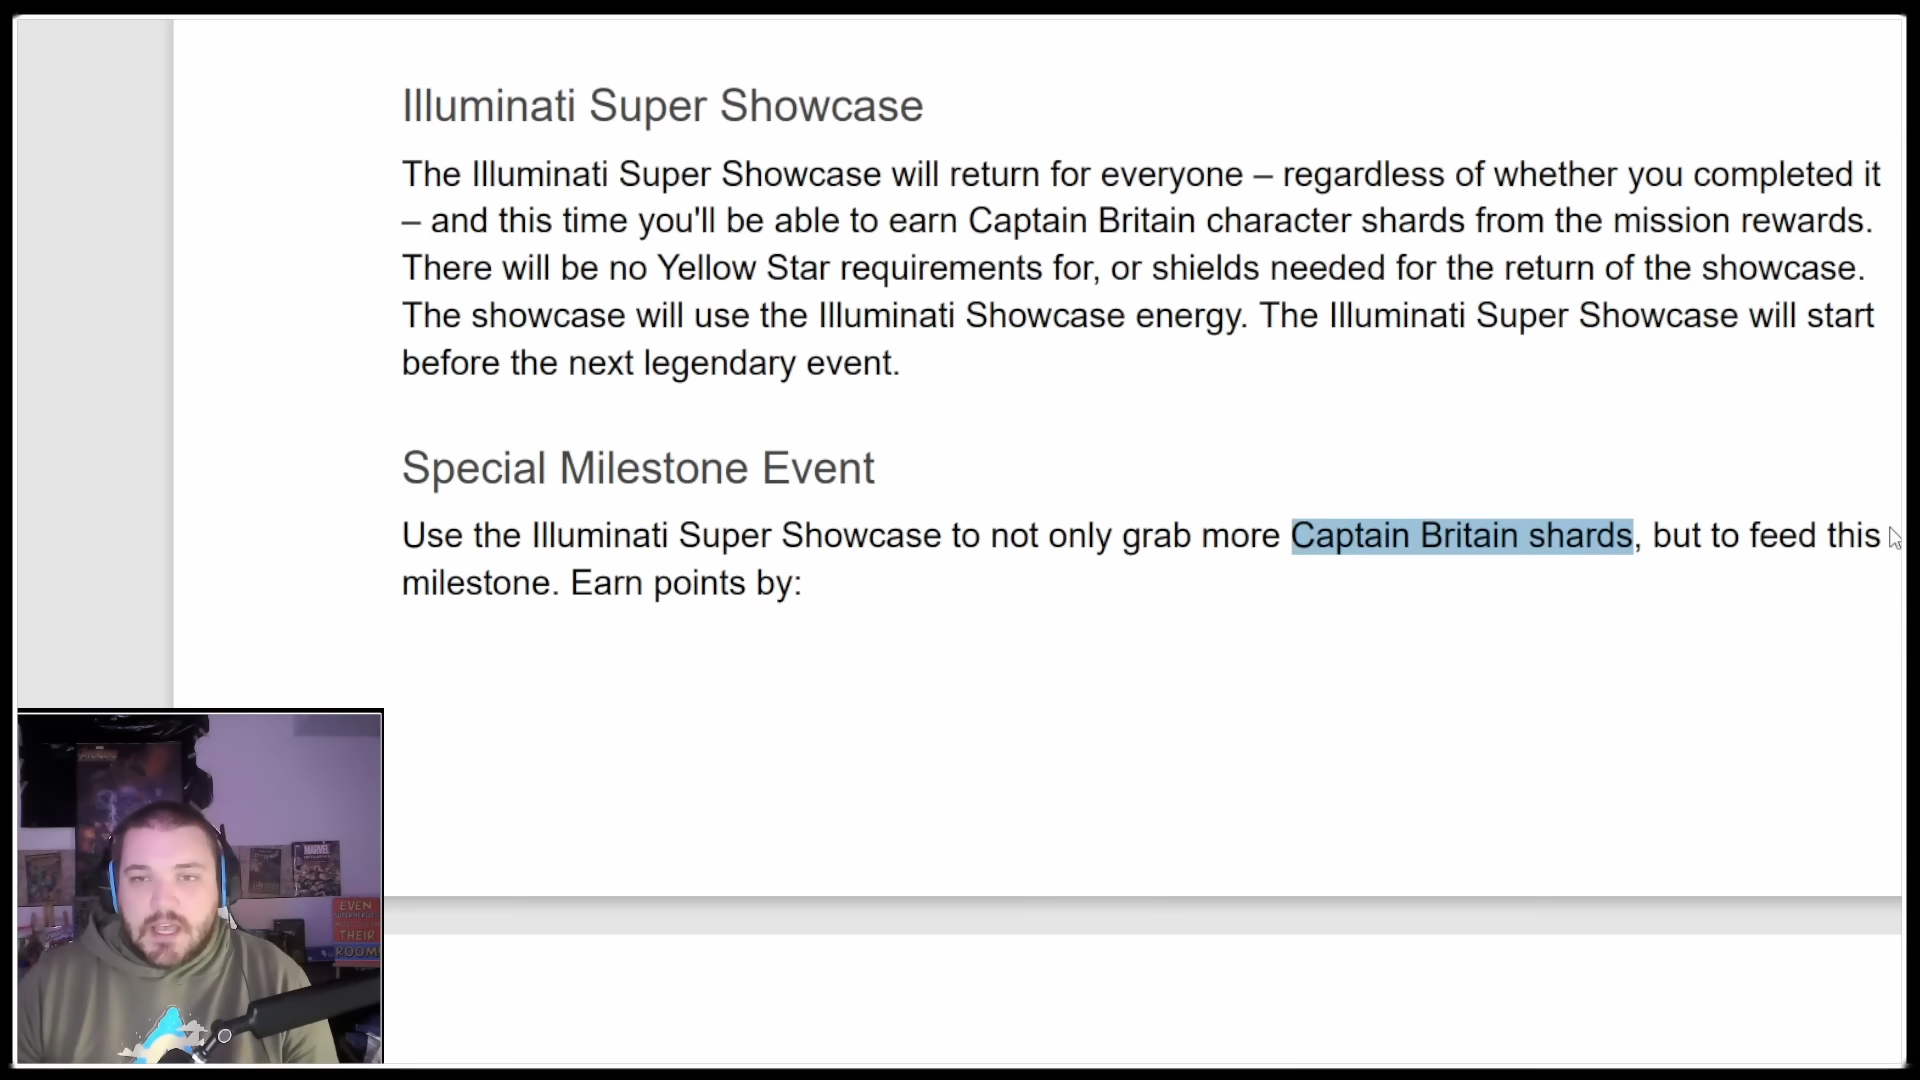 Illuminati Super Showcase
The Illuminati Super Showcase will return for everyone – regardless of whether you completed it
– and this time you'll be able to earn Captain Britain character shards from the mission rewards.
There will be no Yellow Star requirements for, or shields needed for the return of the showcase.
The showcase will use the Illuminati Showcase energy. The Illuminati Super Showcase will start
before the next legendary event.
Special Milestone Event
Use the Illuminati Super Showcase to not only grab more Captain Britain shards, but to feed this
milestone. Earn points by:
MARVEL
EVEN
THEIR
ROOM